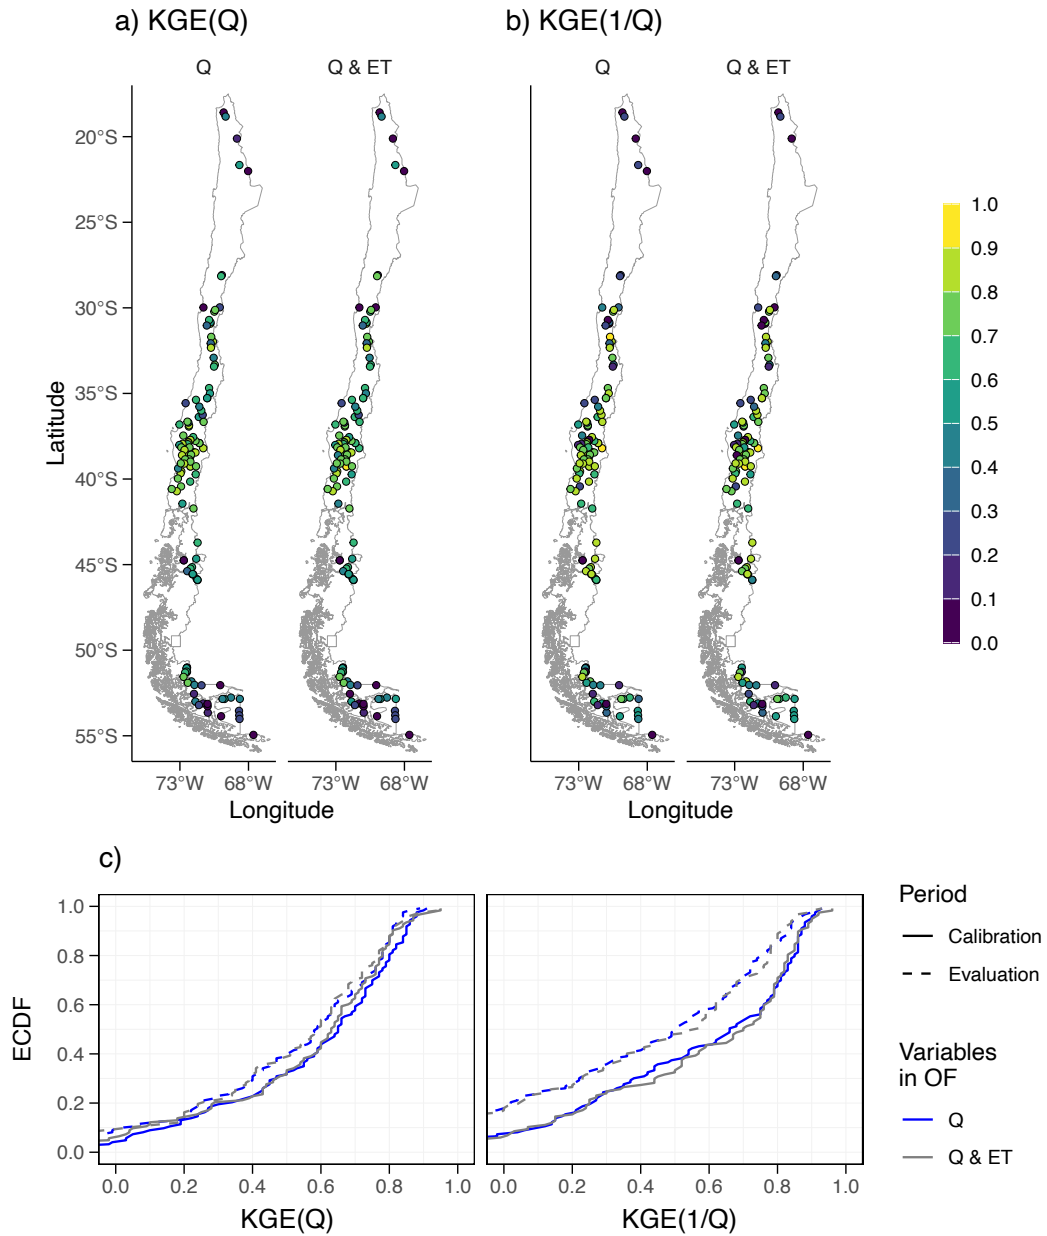 a) KGE(Q)
b) KGE(1/Q)
Q
Q & ET
Q
Q & ET
20°S
25°S
30°S
35°S
40°S
45°S
50°S
55°S
Latitude
73°W 68°W 73°W 68°W
Longitude
Longitude
1.0
0.9
0.8
0.7
0.6
0.5
0.4
0.3
0.2
0.1
0.0
c)
1.0
0.8
0.6
0.4
0.2
0.0
ECDF
0.0 0.2 0.4 0.6 0.8 1.0
0.0 0.2 0.4 0.6 0.8 1.0
KGE(Q)
KGE(1/Q)
Period
Calibration
Evaluation
Variables
in OF
Q
Q & ET